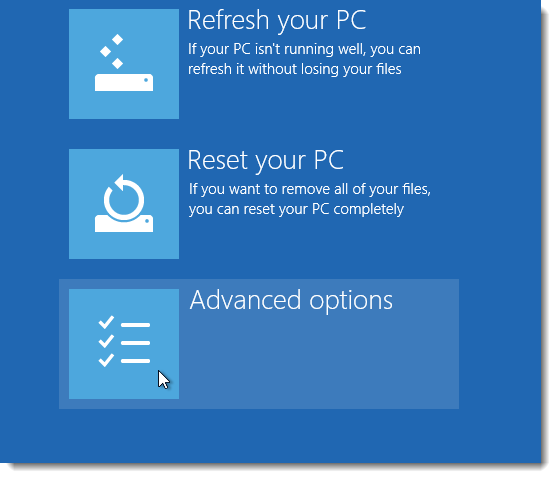 Refresh your PC
If your PC isn't running well, you can
refresh it without losing your files
Reset your PC
If you want to remove all of your files,
you can reset your PC completely
Advanced options